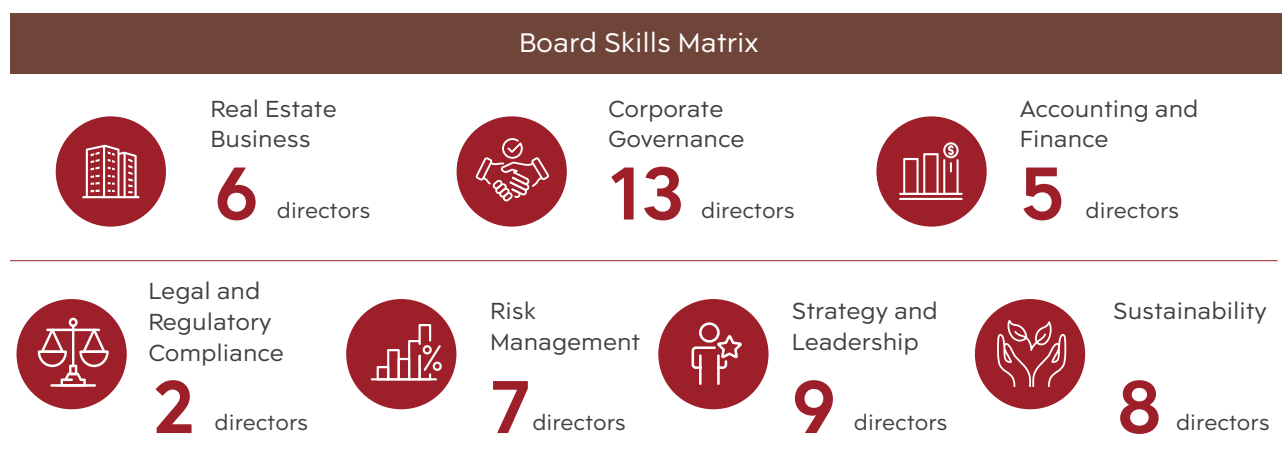 Board Skills Matrix
Real Estate
Business
6 directors
Corporate
Governance
13 directors
Accounting and
Finance
$
5 directors
Legal and
Regulatory
Compliance
2 directors
Risk
Management
%
7 directors
Strategy and
Leadership
9 directors
Sustainability
8 directors